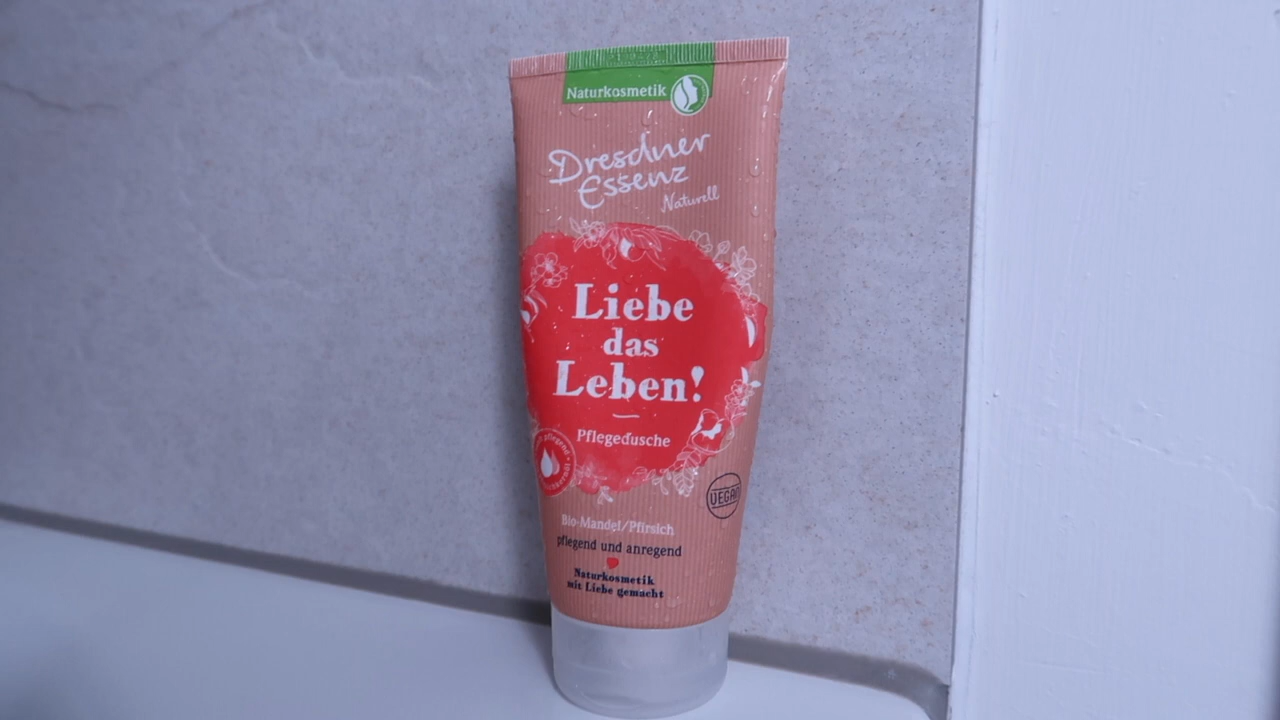 Naturkosmetik
Dresdner
Essenz
Naturell
Liebe
das
Leben!
Pflegedusche
pflegend
VEGAN
Bio-Mandel/Pfirsich
pflegend und anregend
Naturkosmetik
mit Liebe gemacht